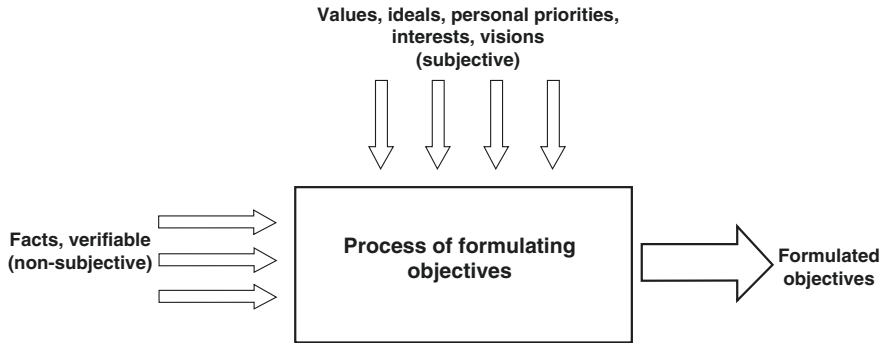 Values, ideals, personal priorities,
interests, visions
(subjective)
Facts, verifiable
(non-subjective)
Process of formulating
objectives
Formulated
objectives